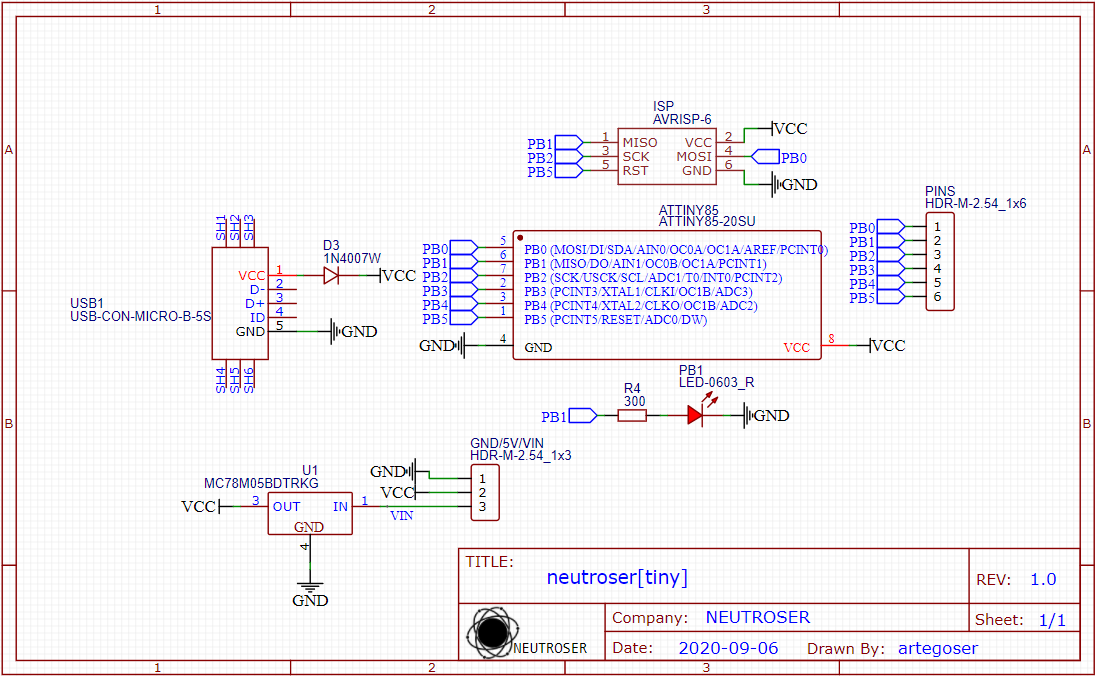 1 2 3
A A
B B
ISP
AVRISP-6
PB1 1 MISO VCC 2 VCC
PB2 3 SCK MOSI 4 PB0
PB5 5 RST GND 6 GND
PINS
HDR-M-2.54_1x6
PB0 1
PB1 2
PB2 3
PB3 4
PB4 5
PB5 6
ATTINY85
ATTINY85-20SU
PB0 5 PB0 (MOSI/DI/SDA/AIN0/OC0A/OC1A/AREF/PCINT0)
PB1 6 PB1 (MISO/DO/AIN1/OC0B/OC1A/PCINT1)
PB2 7 PB2 (SCK/USCK/SCL/ADC1/T0/INT0/PCINT2)
PB3 2 PB3 (PCINT3/XTAL1/CLKI/OC1B/ADC3)
PB4 3 PB4 (PCINT4/XTAL2/CLKO/OC1B/ADC2)
PB5 1 PB5 (PCINT5/RESET/ADC0/DW)
GND 4 GND VCC 8 VCC
SH1 SH2 SH3
D3
1N4007W
VCC 1 VCC
D- 2
D+ 3
ID 4
GND 5 GND
USB1
USB-CON-MICRO-B-5S
SH4 SH5 SH6
PB1
LED-0603_R
R4
300
PB1 GND
GND/5V/VIN
HDR-M-2.54_1x3
GND 1
VCC 2
VIN 3
U1
MC78M05BDTRKG
VCC 3 OUT IN 1
GND
4
GND
TITLE:
neutroser[tiny]
REV: 1.0
NEUTROSER
Company: NEUTROSER
Sheet: 1/1
Date: 2020-09-06 Drawn By: artegoser
1 2 3